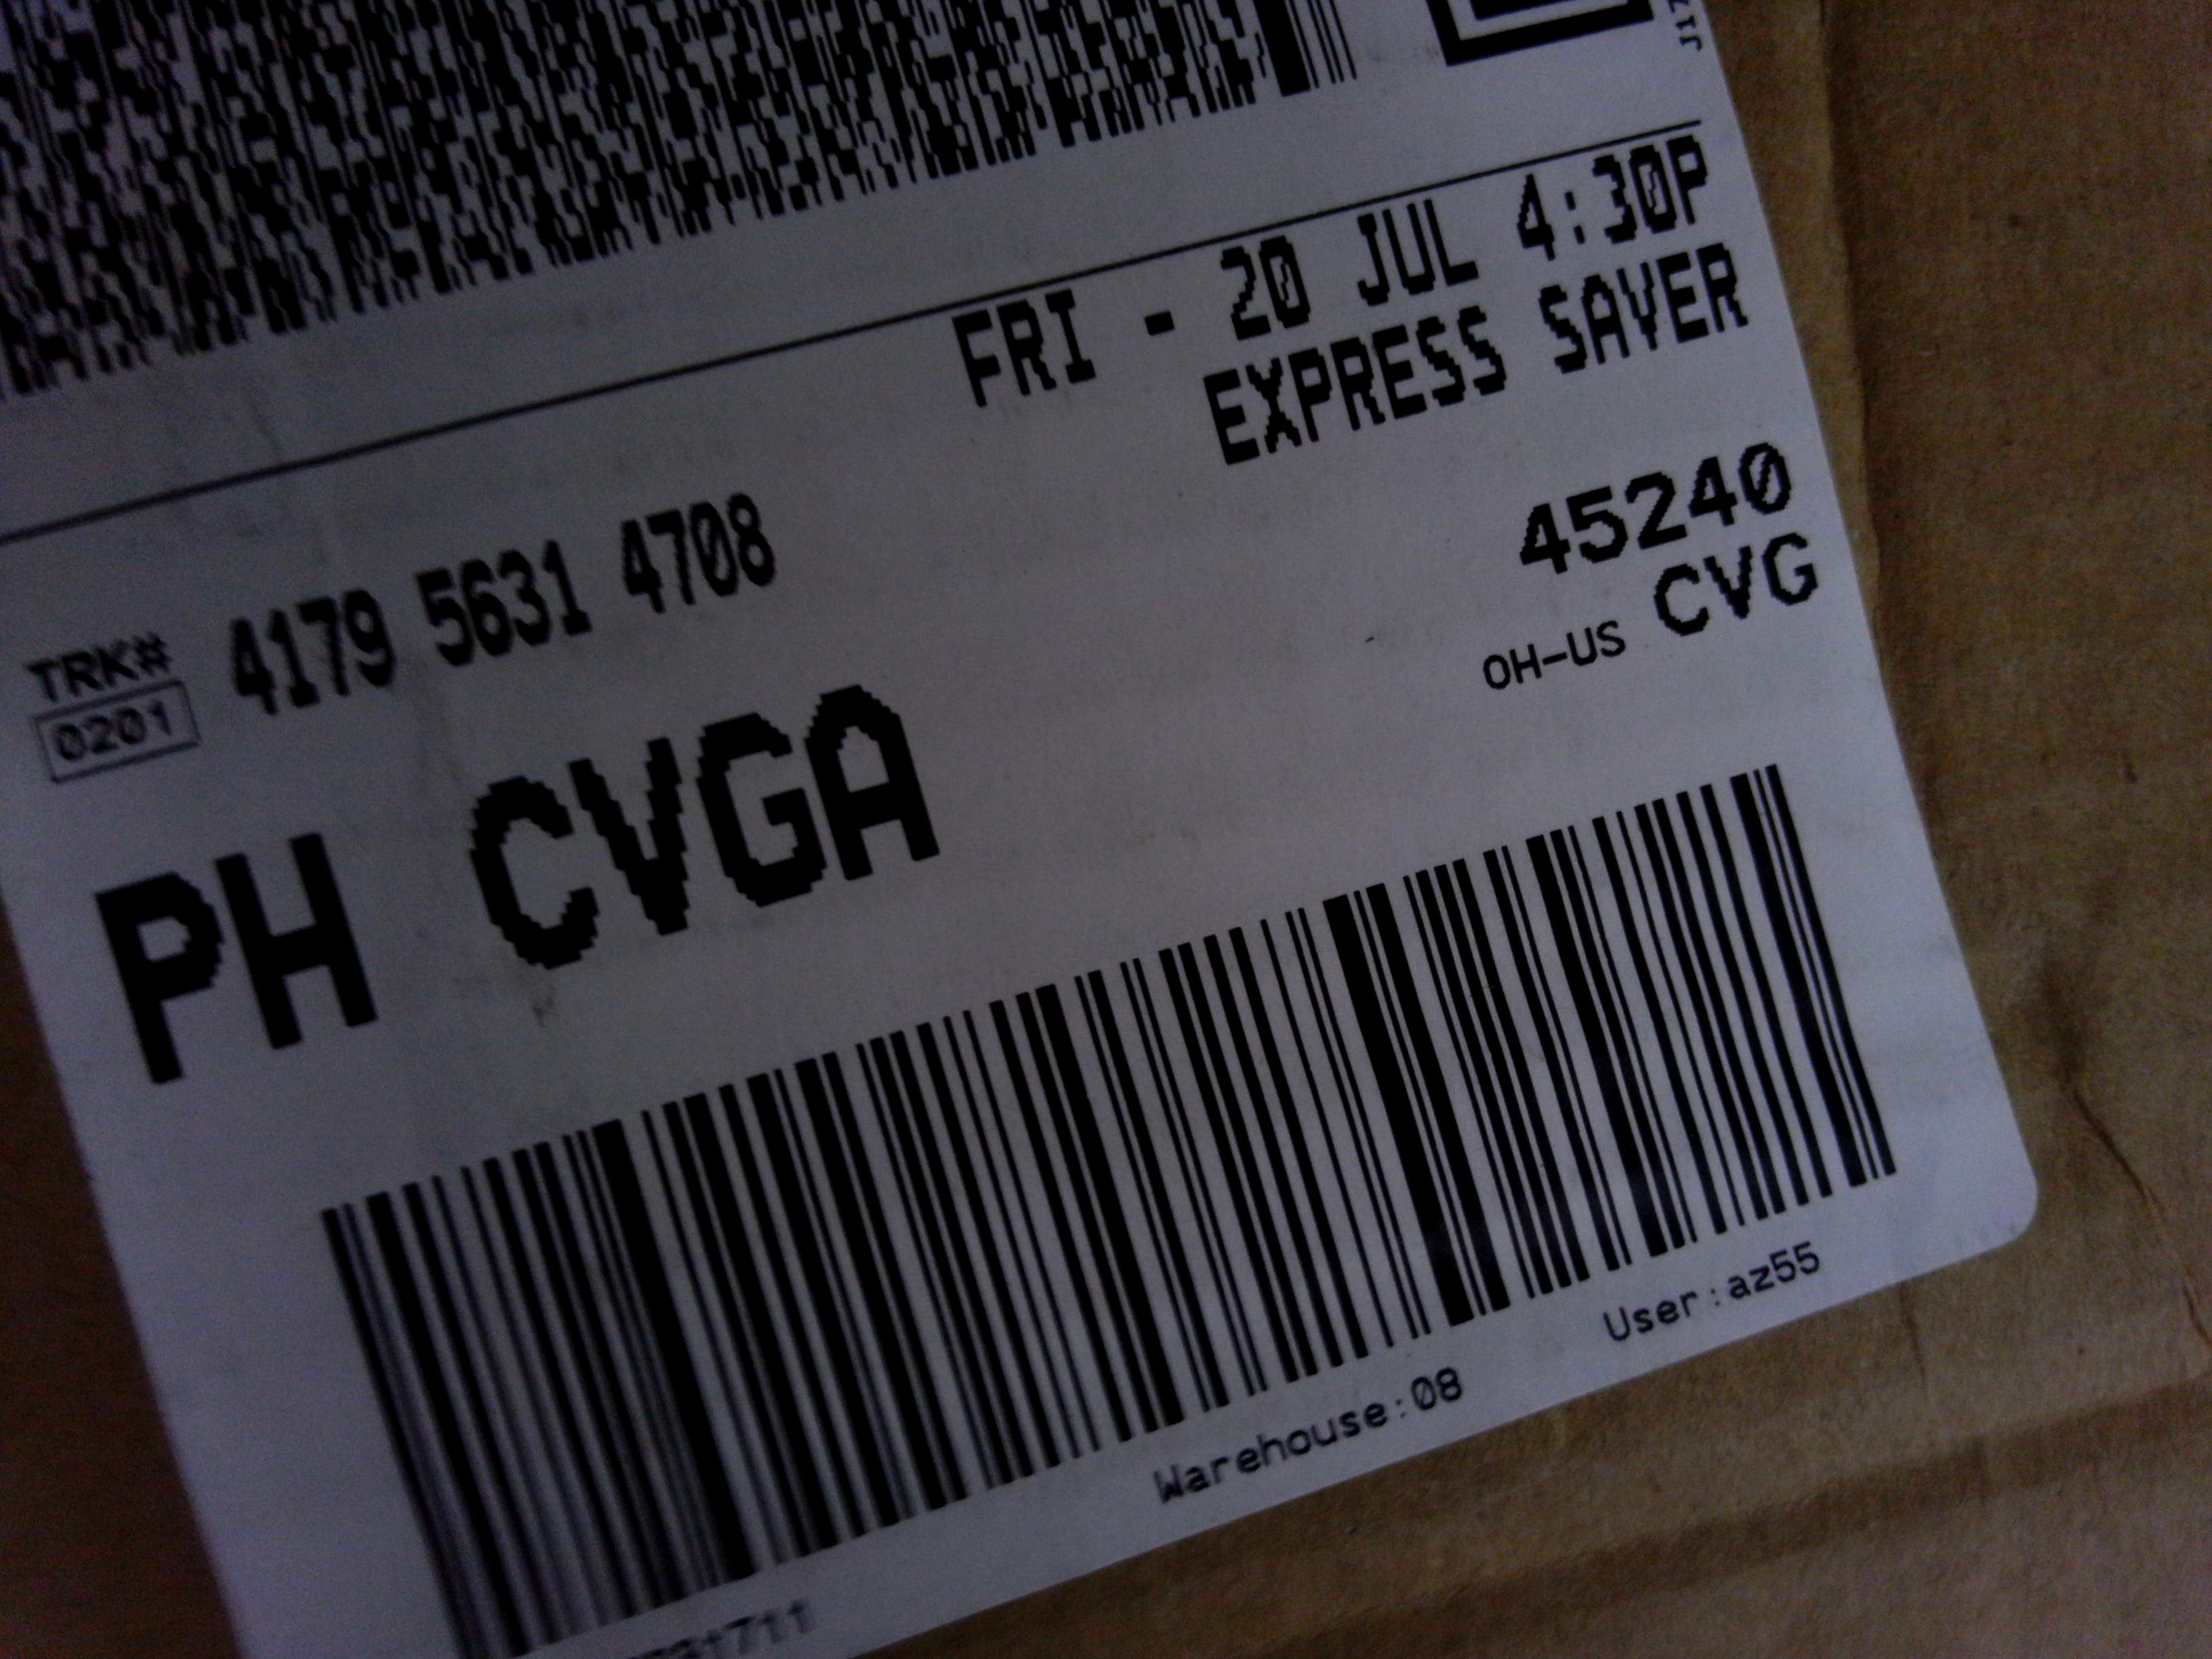 FRI - 20 JUL 4:30P
EXPRESS SAVER
TRK# 4179 5631 4708
0201
45240
OH-US CVG
PH CVGA
Warehouse:08
User:az55